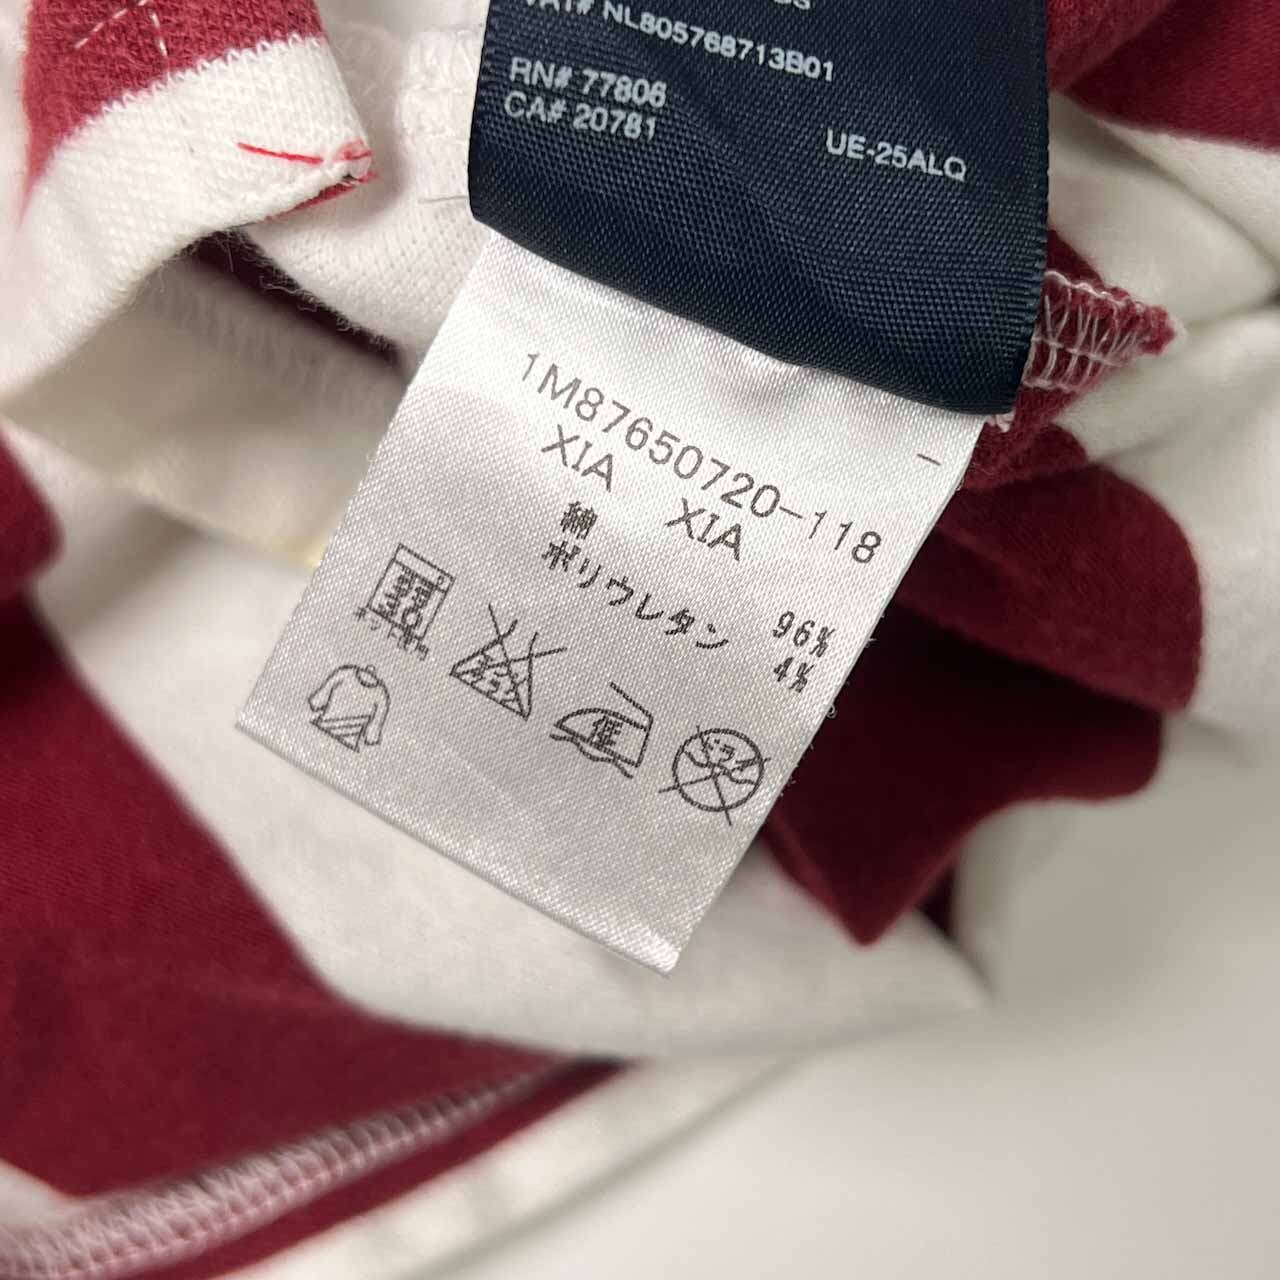 VAT# NL805768713B01
RN# 77806
CA# 20781
UE-25ALQ
1M87650720-118
XIA XIA
綿 96%
ポリウレタン 4%
低